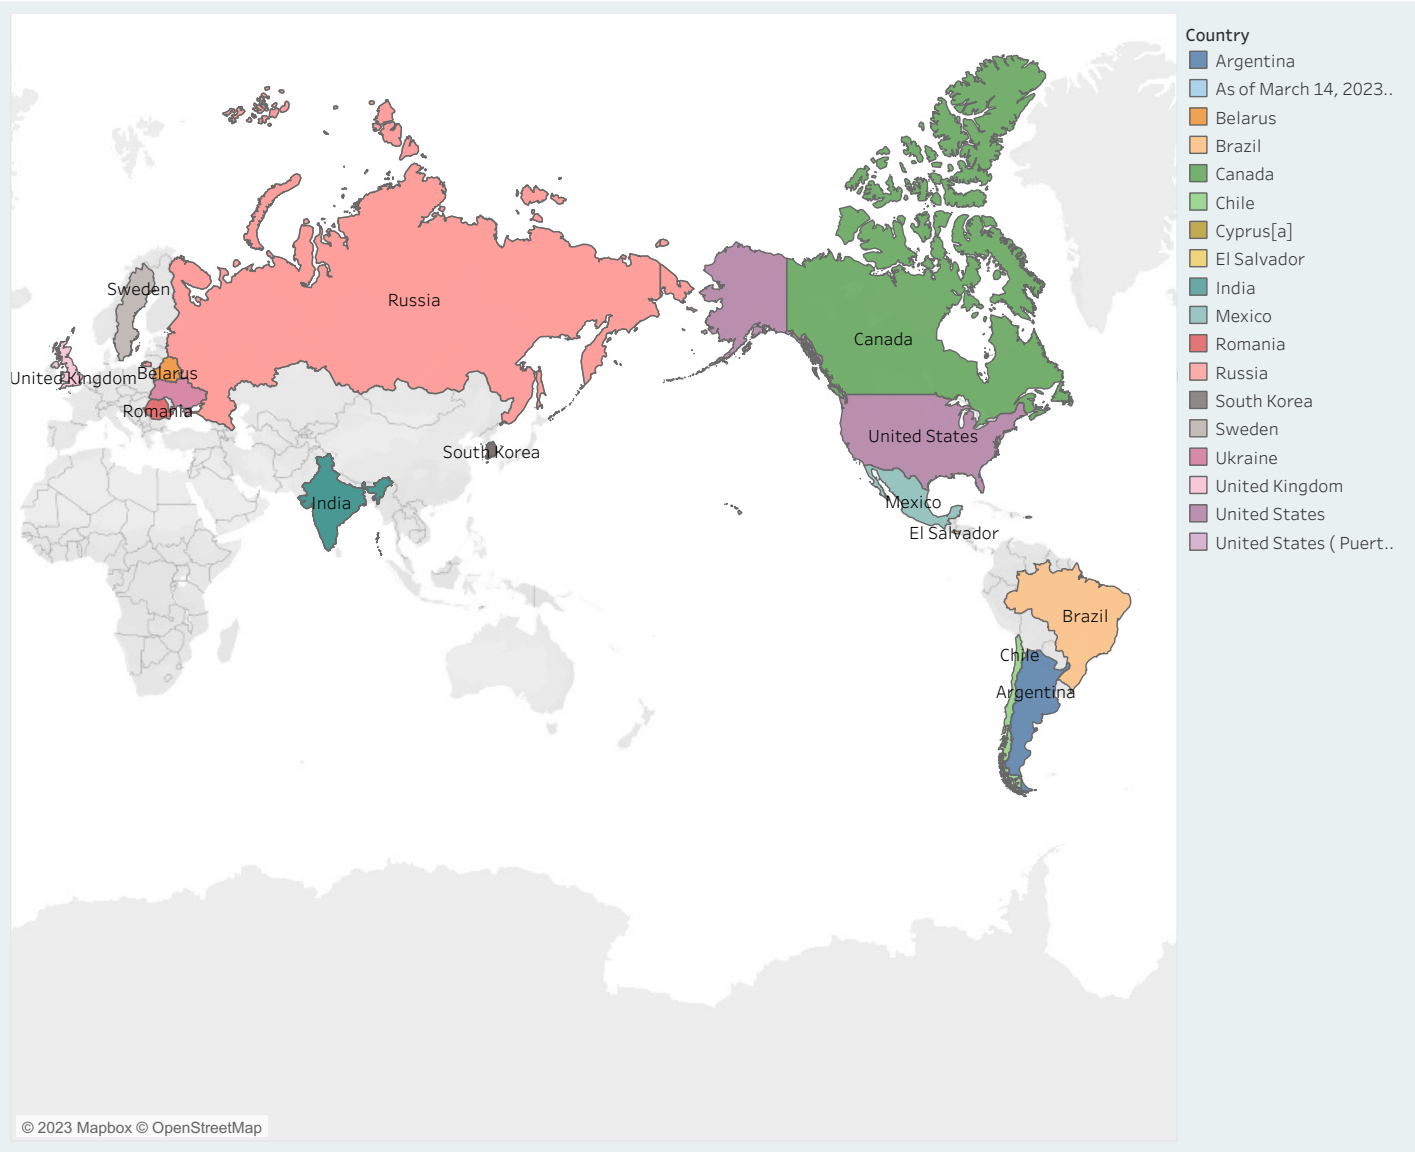 Country
Argentina
As of March 14, 2023..
Belarus
Brazil
Canada
Chile
Cyprus[a]
El Salvador
India
Mexico
Romania
Russia
South Korea
Sweden
Ukraine
United Kingdom
United States
United States ( Puert..
Sweden
Russia
Canada
United Kingdom
Belarus
Romania
South Korea
United States
India
Mexico
El Salvador
Brazil
Chile
Argentina
© 2023 Mapbox © OpenStreetMap